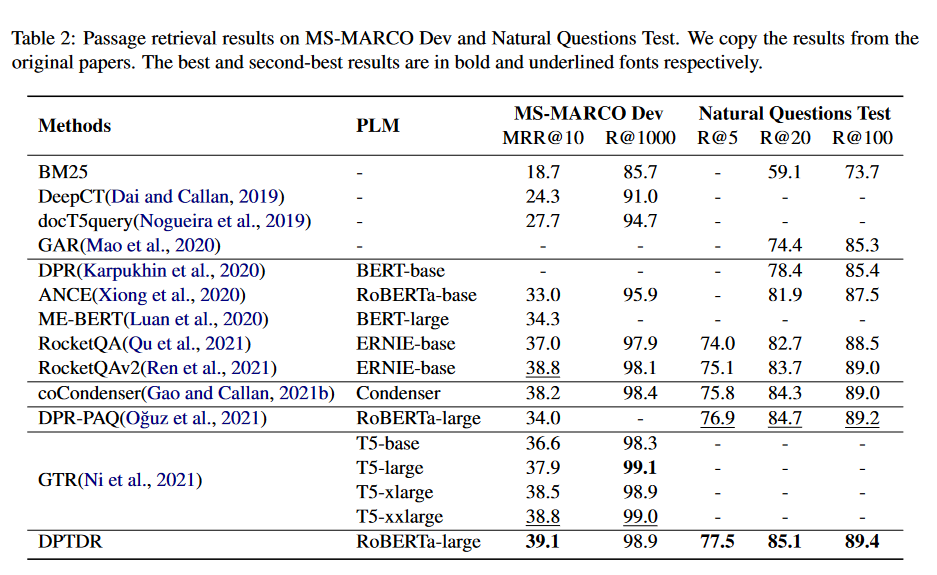 Table 2: Passage retrieval results on MS-MARCO Dev and Natural Questions Test. We copy the results from the
original papers. The best and second-best results are in bold and underlined fonts respectively.
Methods PLM MS-MARCO Dev Natural Questions Test
MRR@10 R@1000 R@5 R@20 R@100
BM25 - 18.7 85.7 - 59.1 73.7
DeepCT(Dai and Callan, 2019) - 24.3 91.0 - - -
docT5query(Nogueira et al., 2019) - 27.7 94.7 - - -
GAR(Mao et al., 2020) - - - - 74.4 85.3
DPR(Karpukhin et al., 2020) BERT-base - - - 78.4 85.4
ANCE(Xiong et al., 2020) RoBERTa-base 33.0 95.9 - 81.9 87.5
ME-BERT(Luan et al., 2020) BERT-large 34.3 - - - -
RocketQA(Qu et al., 2021) ERNIE-base 37.0 97.9 74.0 82.7 88.5
RocketQAv2(Ren et al., 2021) ERNIE-base 38.8 98.1 75.1 83.7 89.0
coCondenser(Gao and Callan, 2021b) Condenser 38.2 98.4 75.8 84.3 89.0
DPR-PAQ(Oğuz et al., 2021) RoBERTa-large 34.0 - 76.9 84.7 89.2
GTR(Ni et al., 2021) T5-base 36.6 98.3 - - -
T5-large 37.9 99.1 - - -
T5-xlarge 38.5 98.9 - - -
T5-xxlarge 38.8 99.0 - - -
DPTDR RoBERTa-large 39.1 98.9 77.5 85.1 89.4